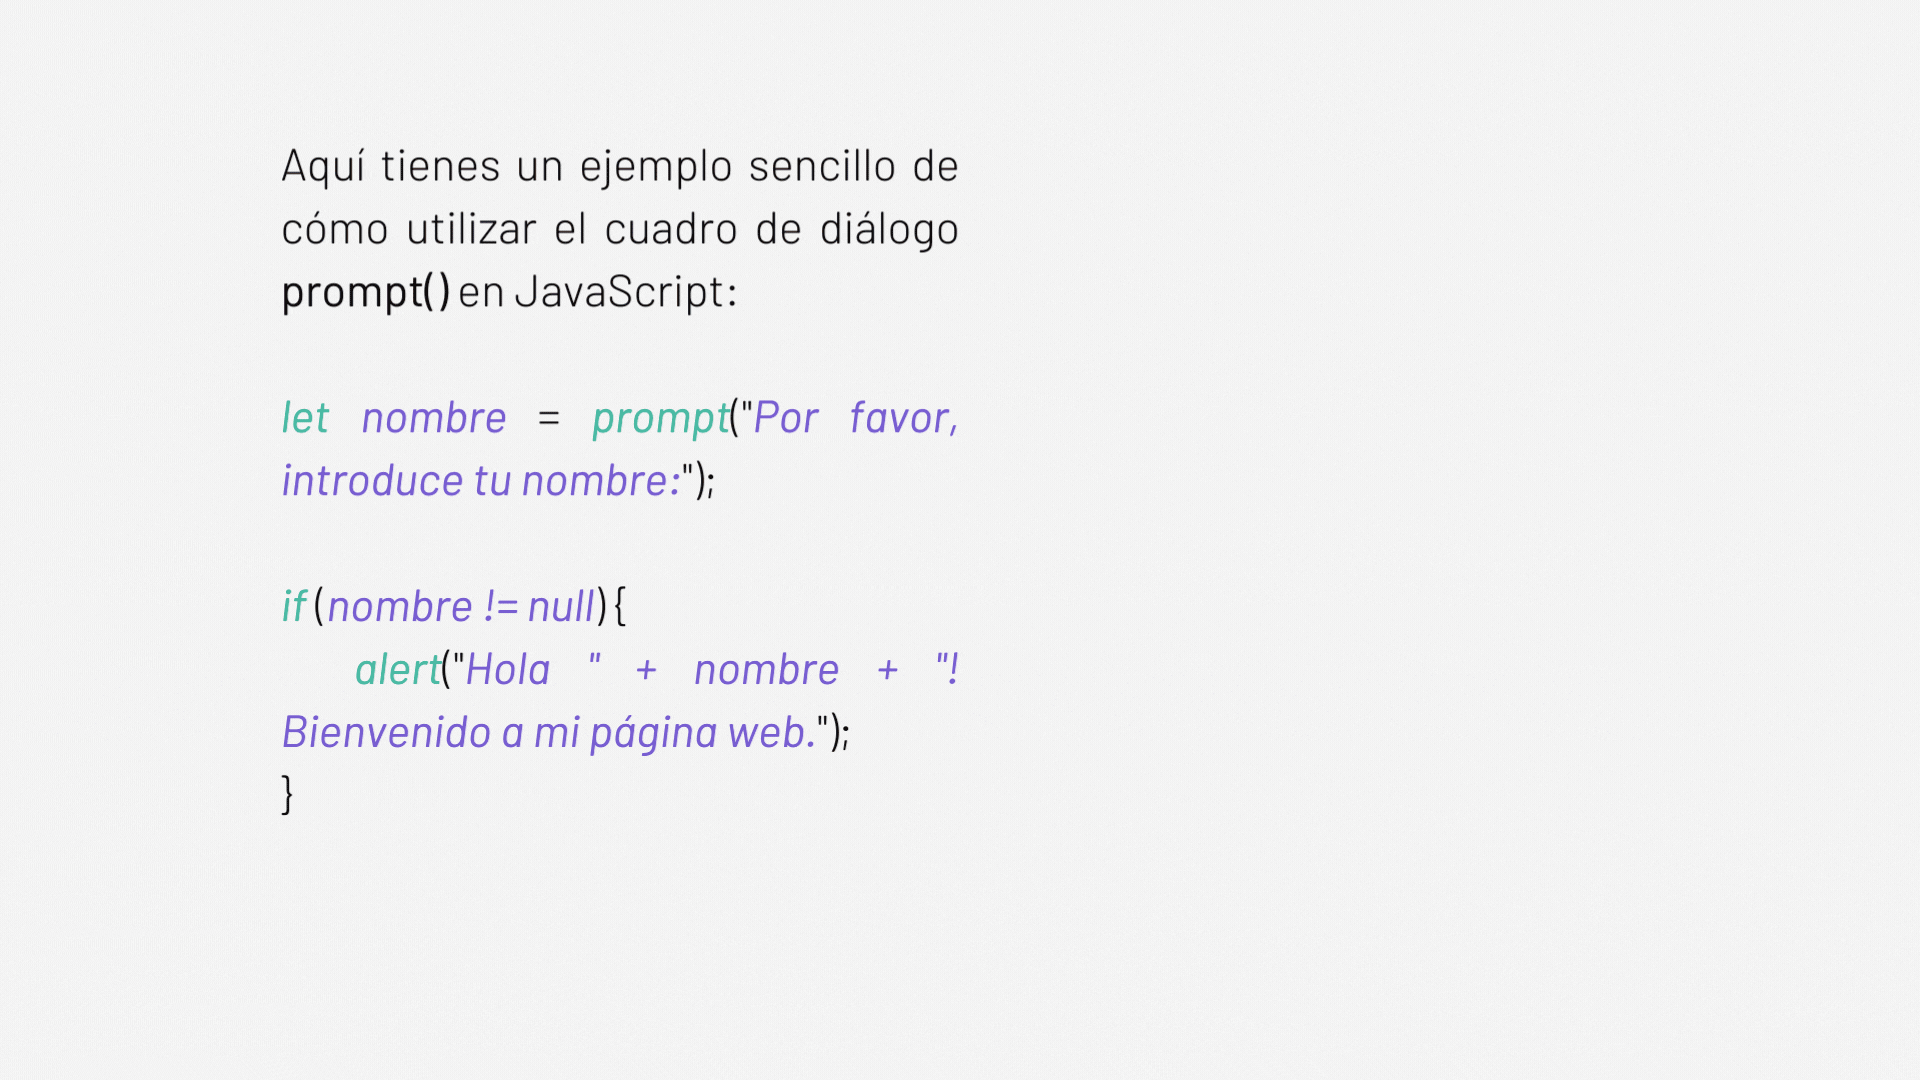 Aquí tienes un ejemplo sencillo de
cómo utilizar el cuadro de diálogo
prompt() en JavaScript:
let nombre = prompt("Por favor,
introduce tu nombre:");
if (nombre != null) {
alert("Hola " + nombre + "!
Bienvenido a mi página web.");
}